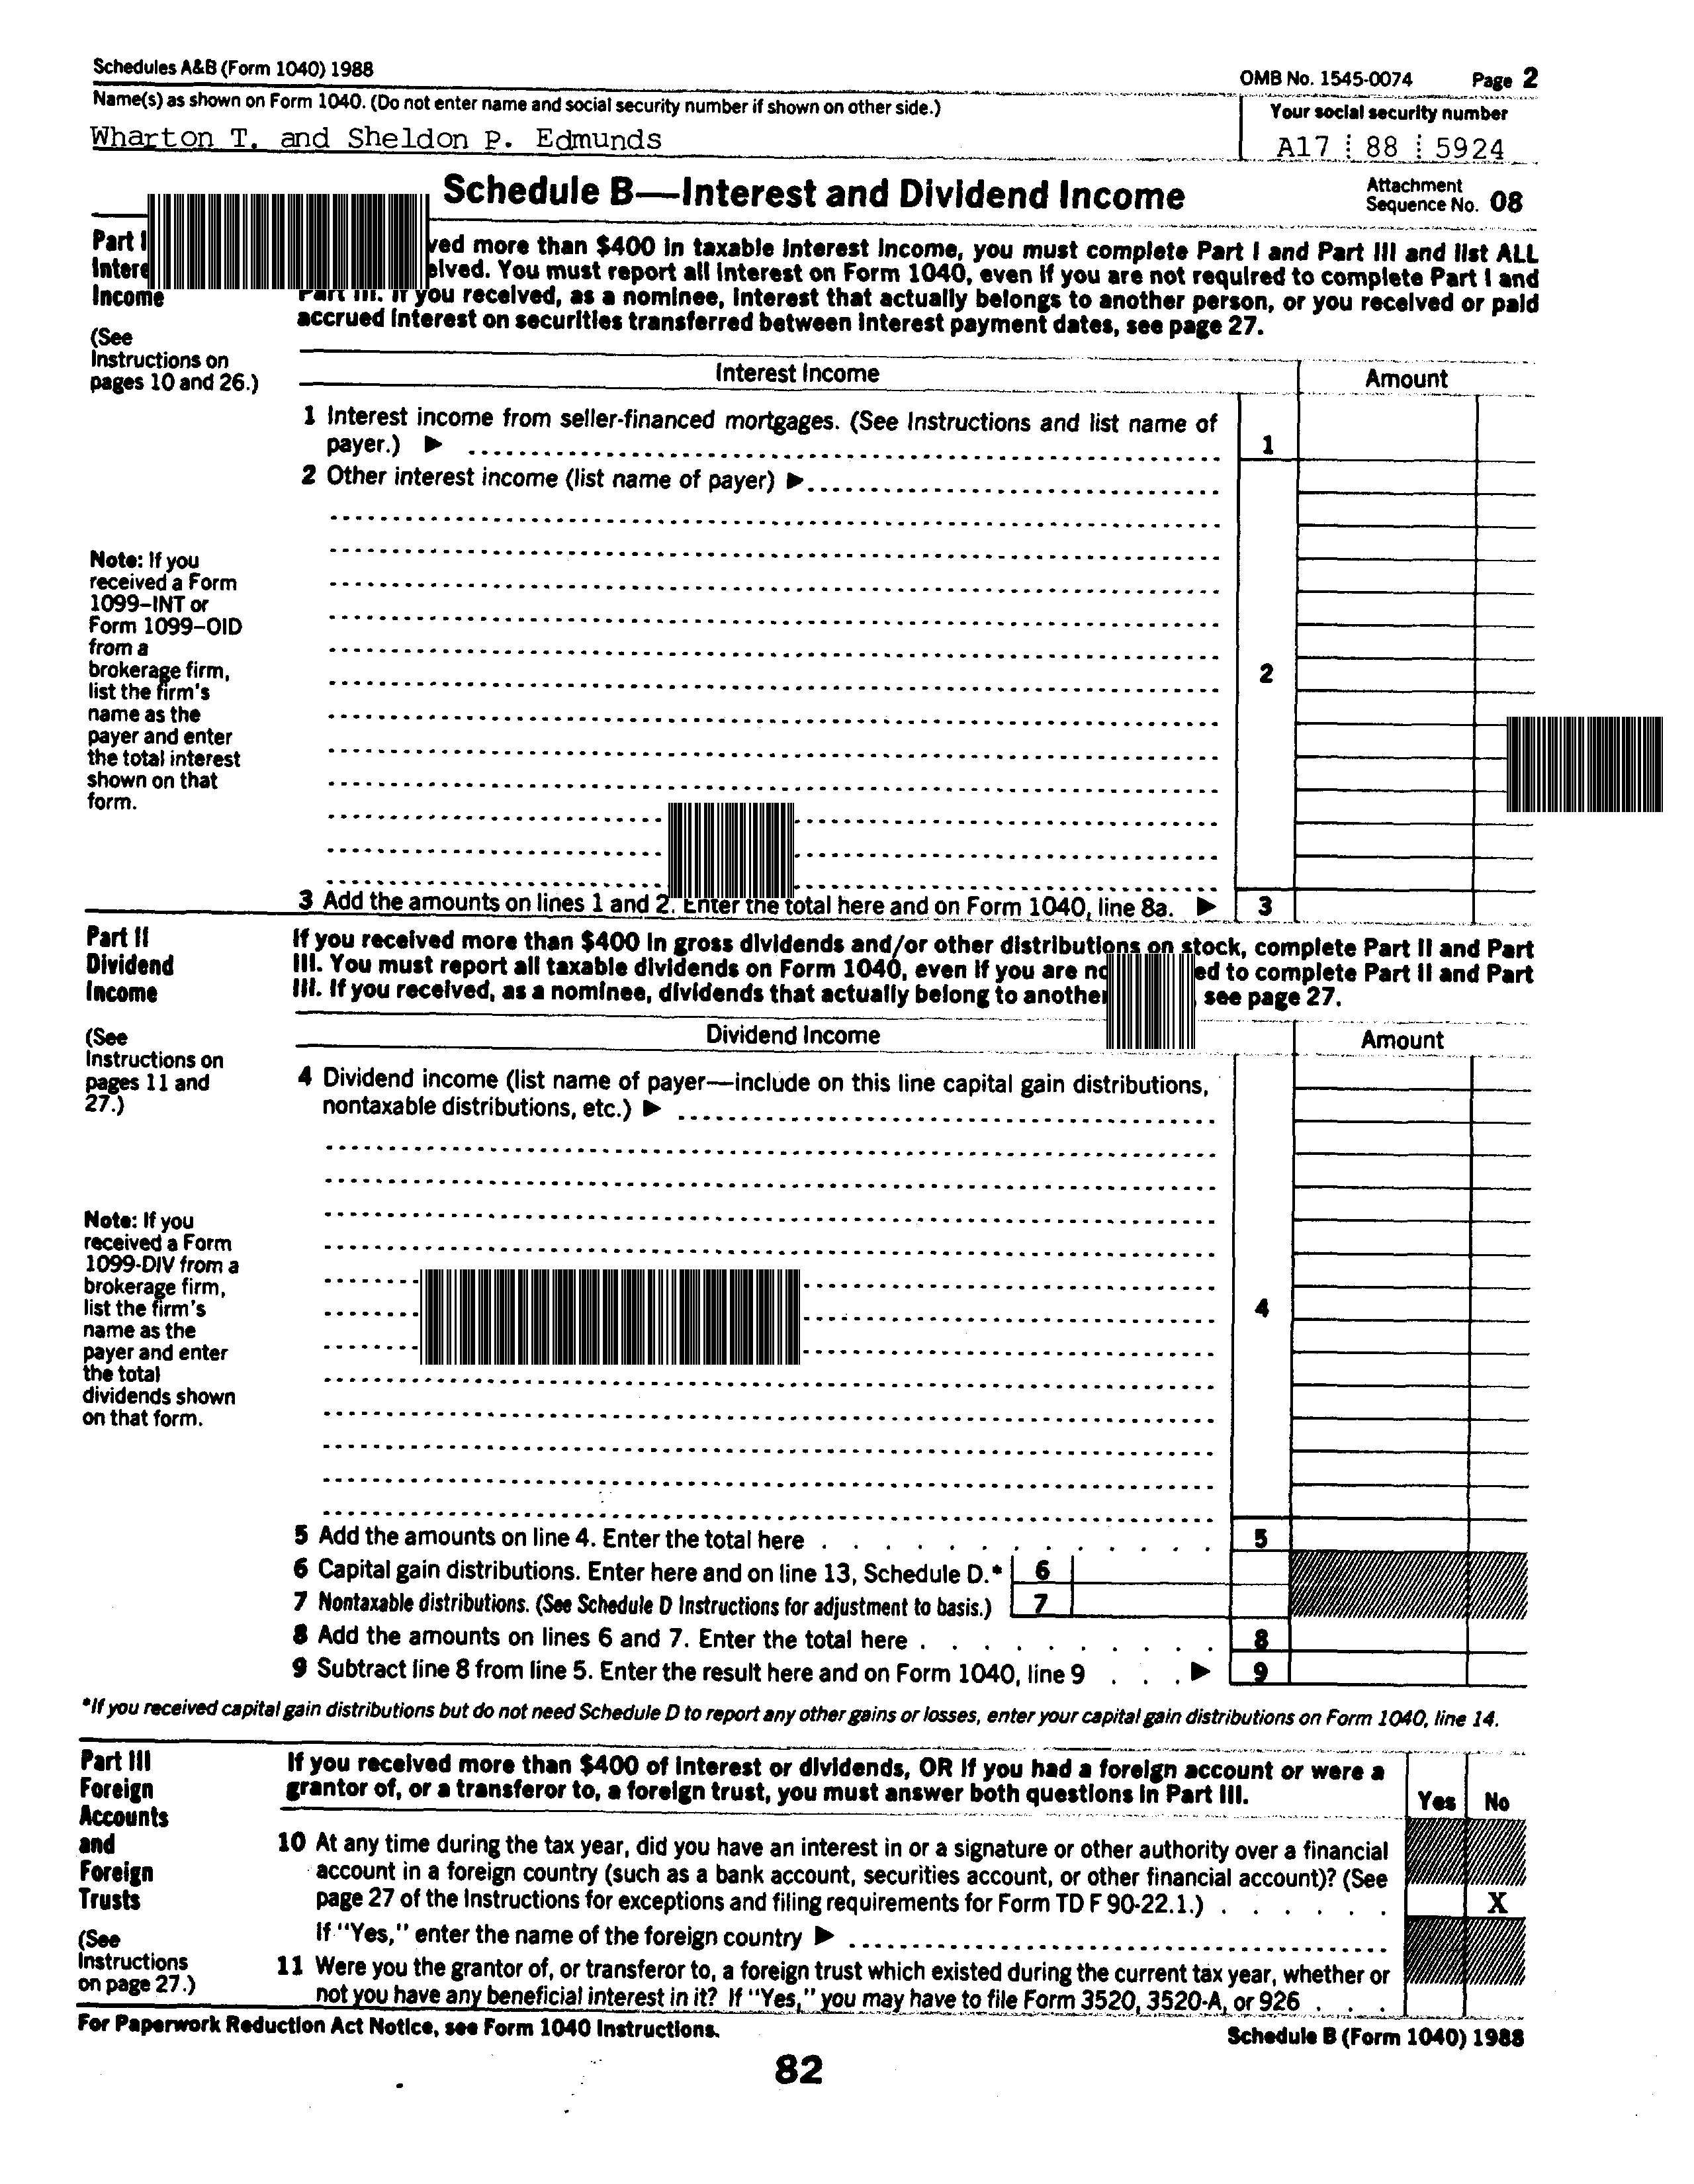 Schedules A&B (Form 1040) 1988
OMB No. 1545-0074 Page 2
Name(s) as shown on Form 1040. (Do not enter name and social security number if shown on other side.)
Your social security number
Wharton T. and Sheldon P. Edmunds
A17 88 5924
Schedule B—Interest and Dividend Income
Attachment
Sequence No. 08
Part
Income
(See
Instructions on
pages 10 and 26.)
more than $400 in taxable interest income, you must complete Part I and Part III and list ALL
You must report all interest on Form 1040, even if you are not required to complete Part I and
Part III. If you received, as a nominee, interest that actually belongs to another person, or you received or paid
accrued interest on securities transferred between interest payment dates, see page 27.
Interest Income
Amount
1 Interest income from seller-financed mortgages. (See Instructions and list name of
payer.) ▶
1
2 Other interest income (list name of payer) ▶
Note: If you
received a Form
1099–INT or
Form 1099–OID
from a
brokerage firm,
list the firm's
name as the
payer and enter
the total interest
shown on that
form.
2
3 Add the amounts on lines 1 and 2. Enter the total here and on Form 1040, line 8a. ▶ 3
Part II
Dividend
Income
(See
Instructions on
pages 11 and
27.)
If you received more than $400 in gross dividends and/or other distributions on stock, complete Part II and Part
III. You must report all taxable dividends on Form 1040, even if you are to complete Part II and Part
III. If you received, as a nominee, dividends that actually belong to another see page 27.
Dividend Income
Amount
4 Dividend income (list name of payer—include on this line capital gain distributions,
nontaxable distributions, etc.) ▶
Note: If you
received a Form
1099-DIV from a
brokerage firm,
list the firm's
name as the
payer and enter
the total
dividends shown
on that form.
4
5 Add the amounts on line 4. Enter the total here . . . . . . . . . . . . . 5
6 Capital gain distributions. Enter here and on line 13, Schedule D.* 6
7 Nontaxable distributions. (See Schedule D Instructions for adjustment to basis.) 7
8 Add the amounts on lines 6 and 7. Enter the total here . . . . . . . . . . 8
9 Subtract line 8 from line 5. Enter the result here and on Form 1040, line 9 . . . ▶ 9
*If you received capital gain distributions but do not need Schedule D to report any other gains or losses, enter your capital gain distributions on Form 1040, line 14.
Part III
Foreign
Accounts
and
Foreign
Trusts
(See
Instructions
on page 27.)
If you received more than $400 of interest or dividends, OR if you had a foreign account or were a
grantor of, or a transferor to, a foreign trust, you must answer both questions in Part III.
Yes No
10 At any time during the tax year, did you have an interest in or a signature or other authority over a financial
account in a foreign country (such as a bank account, securities account, or other financial account)? (See
page 27 of the Instructions for exceptions and filing requirements for Form TD F 90-22.1.) . . . . . . X
If "Yes," enter the name of the foreign country ▶
11 Were you the grantor of, or transferor to, a foreign trust which existed during the current tax year, whether or
not you have any beneficial interest in it? If "Yes," you may have to file Form 3520, 3520-A, or 926 . . .
For Paperwork Reduction Act Notice, see Form 1040 Instructions.
Schedule B (Form 1040) 1988
82